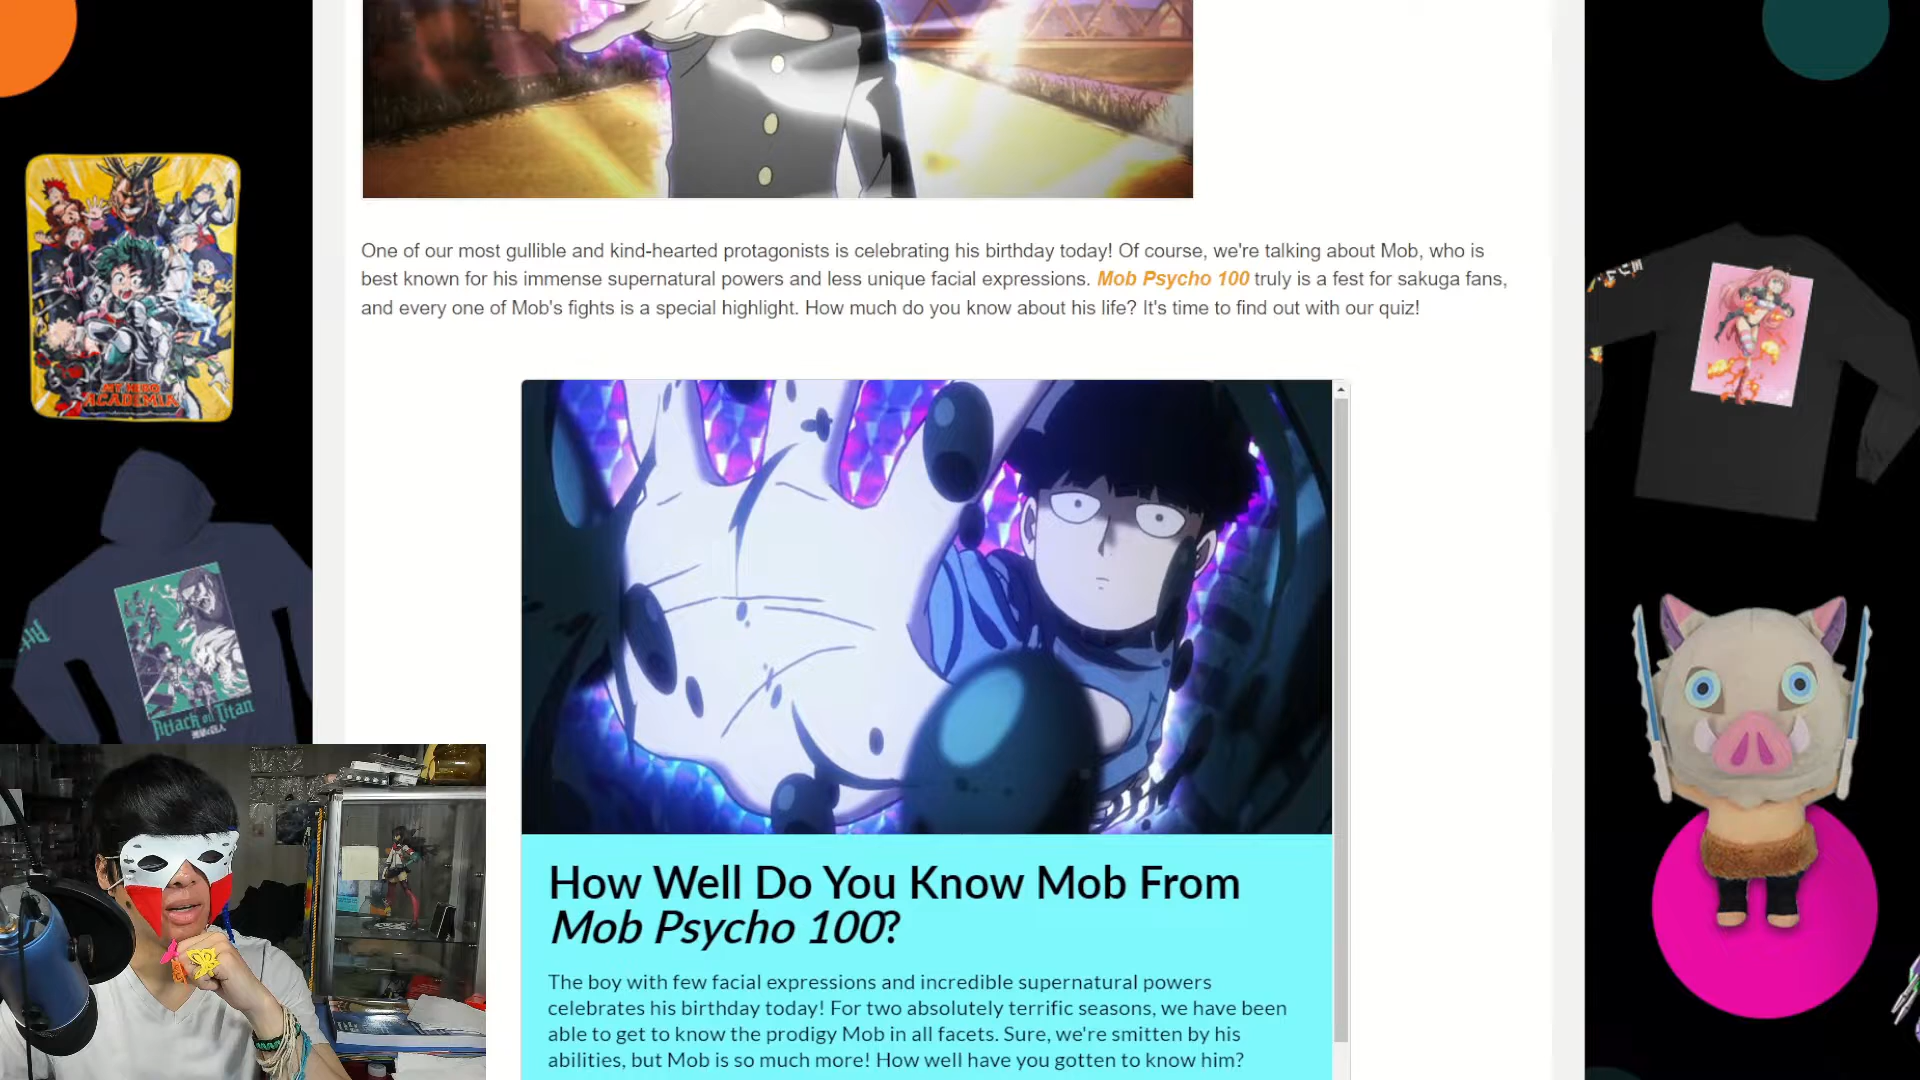 One of our most gullible and kind-hearted protagonists is celebrating his birthday today! Of course, we're talking about Mob, who is
best known for his immense supernatural powers and less unique facial expressions. Mob Psycho 100 truly is a fest for sakuga fans,
and every one of Mob's fights is a special highlight. How much do you know about his life? It's time to find out with our quiz!
MY HERO
ACADEMIA
Attack on Titan
進撃の巨人
How Well Do You Know Mob From
Mob Psycho 100?
The boy with few facial expressions and incredible supernatural powers
celebrates his birthday today! For two absolutely terrific seasons, we have been
able to get to know the prodigy Mob in all facets. Sure, we're smitten by his
abilities, but Mob is so much more! How well have you gotten to know him?